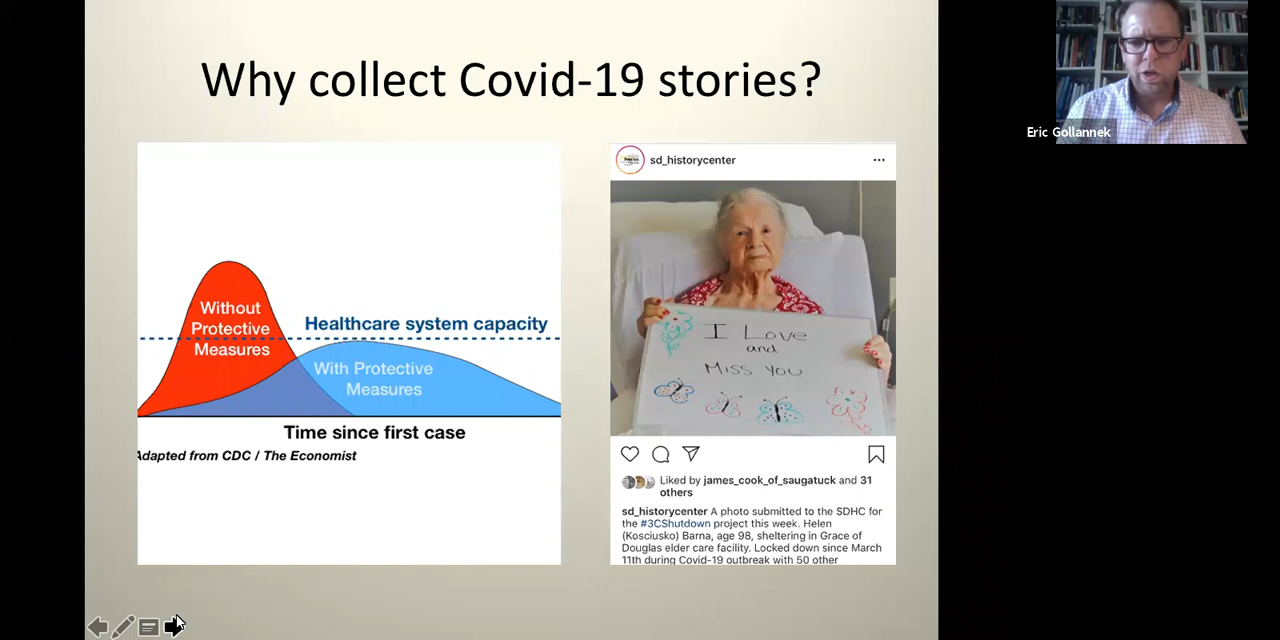 Why collect Covid-19 stories?
Without
Protective
Measures
Healthcare system capacity
With Protective
Measures
Time since first case
Adapted from CDC / The Economist
sd_historycenter
I Love
and
Miss You
Liked by james_cook_of_saugatuck and 31
others
sd_historycenter A photo submitted to the SDHC for
the #3CShutdown project this week. Helen
(Kosciusko) Barna, age 98, sheltering in Grace of
Douglas elder care facility. Locked down since March
11th during Covid-19 outbreak with 50 other
Eric Gollannek